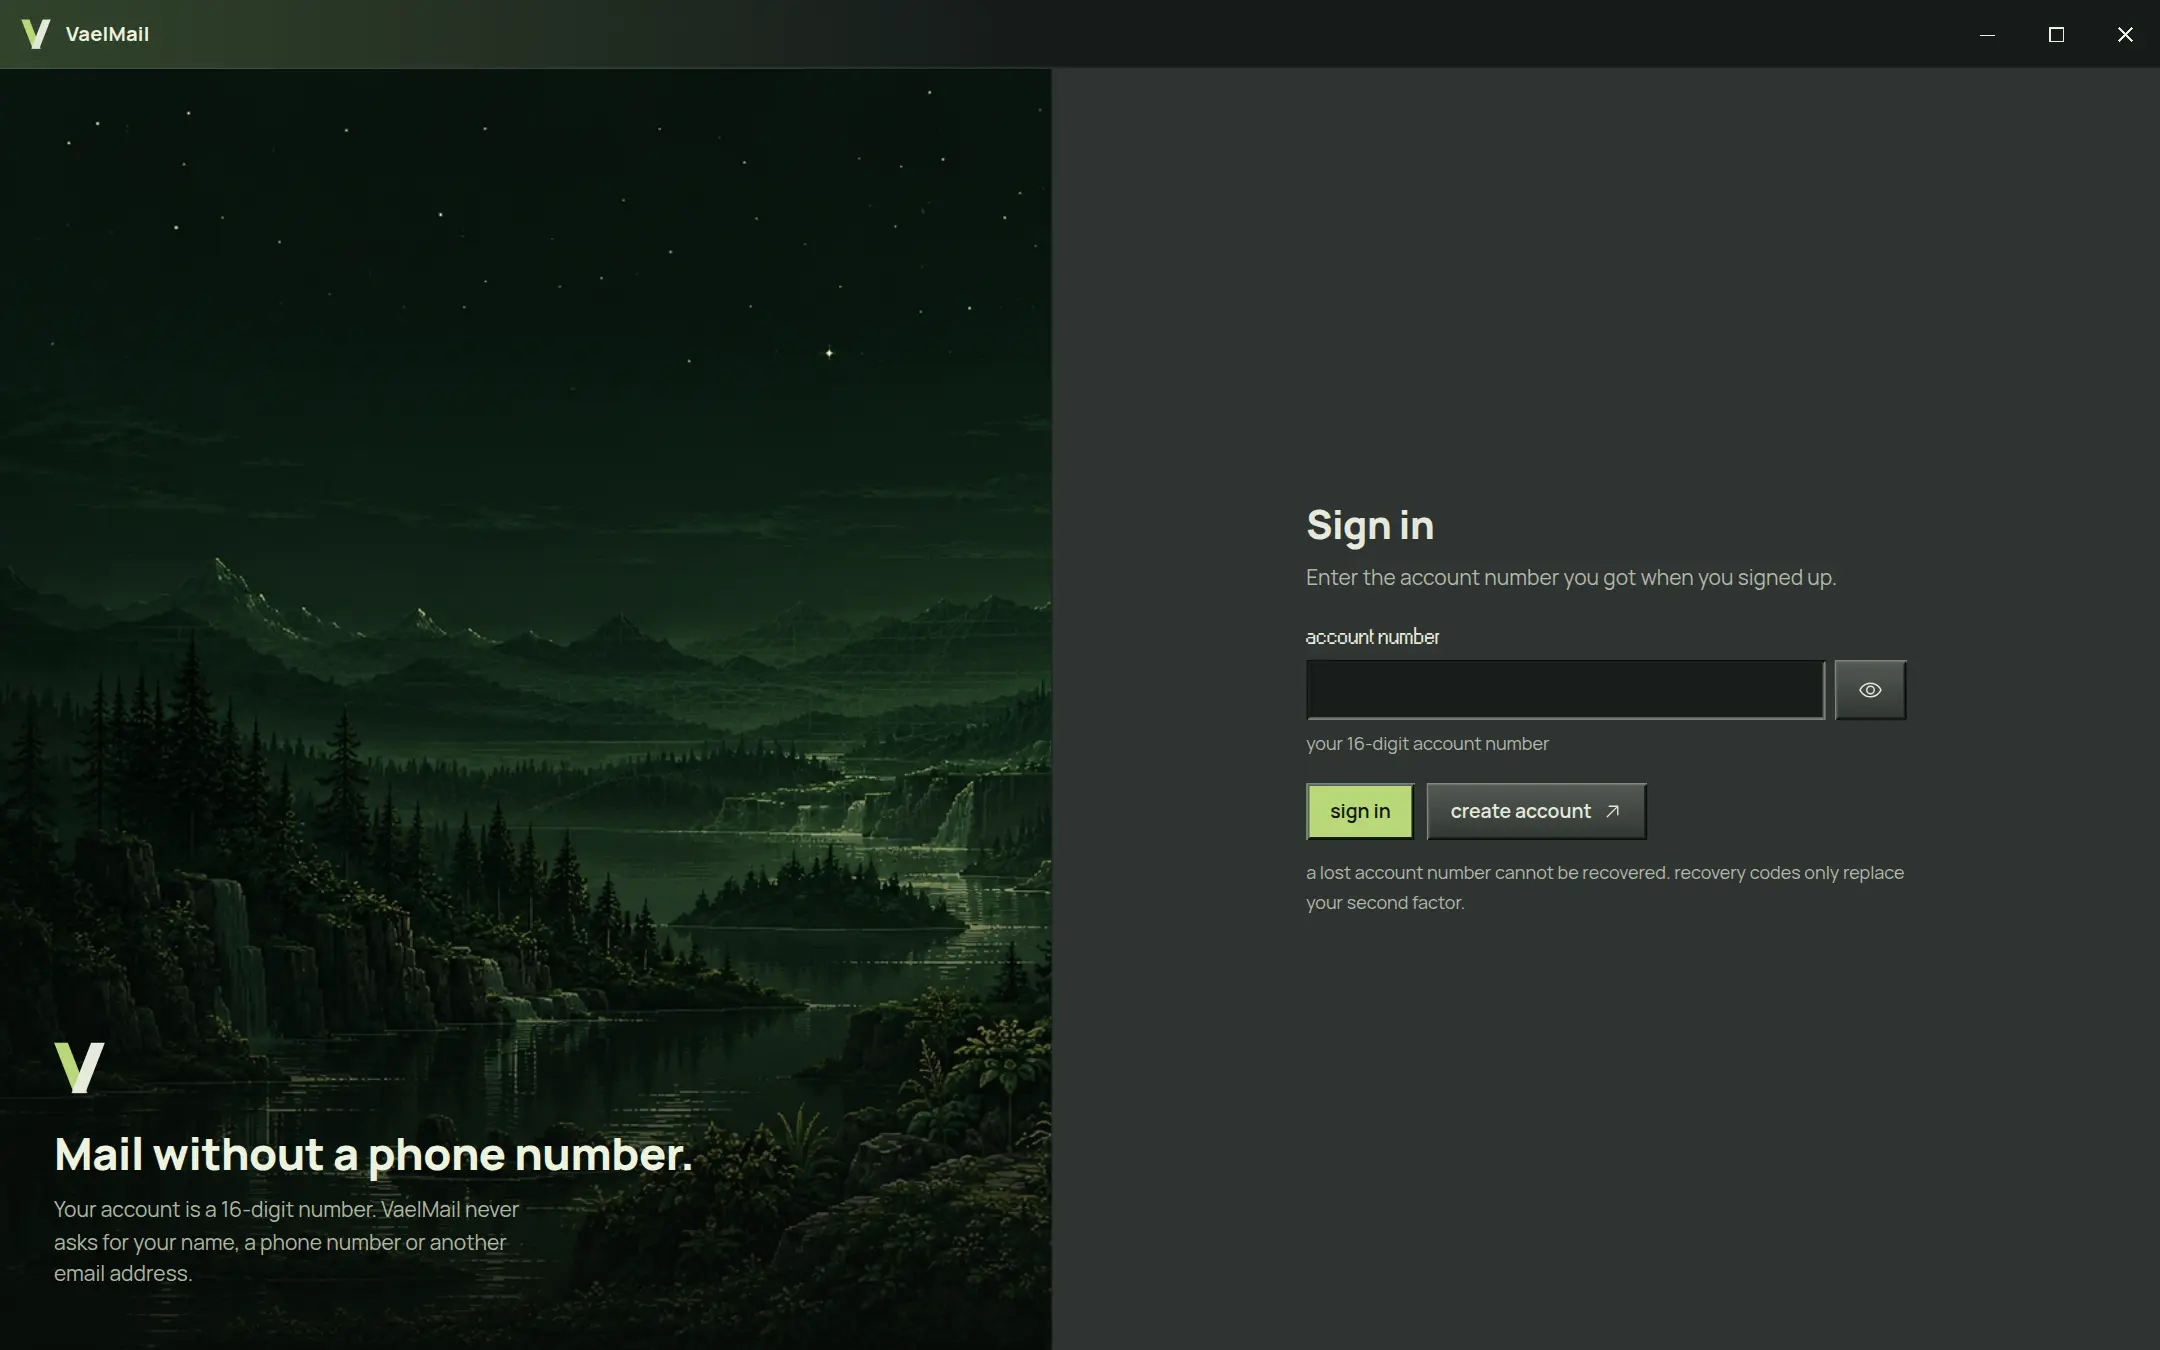 VaelMail
Mail without a phone number.
Your account is a 16-digit number. VaelMail never
asks for your name, a phone number or another
email address.
Sign in
Enter the account number you got when you signed up.
account number
your 16-digit account number
sign in
create account
a lost account number cannot be recovered. recovery codes only replace
your second factor.